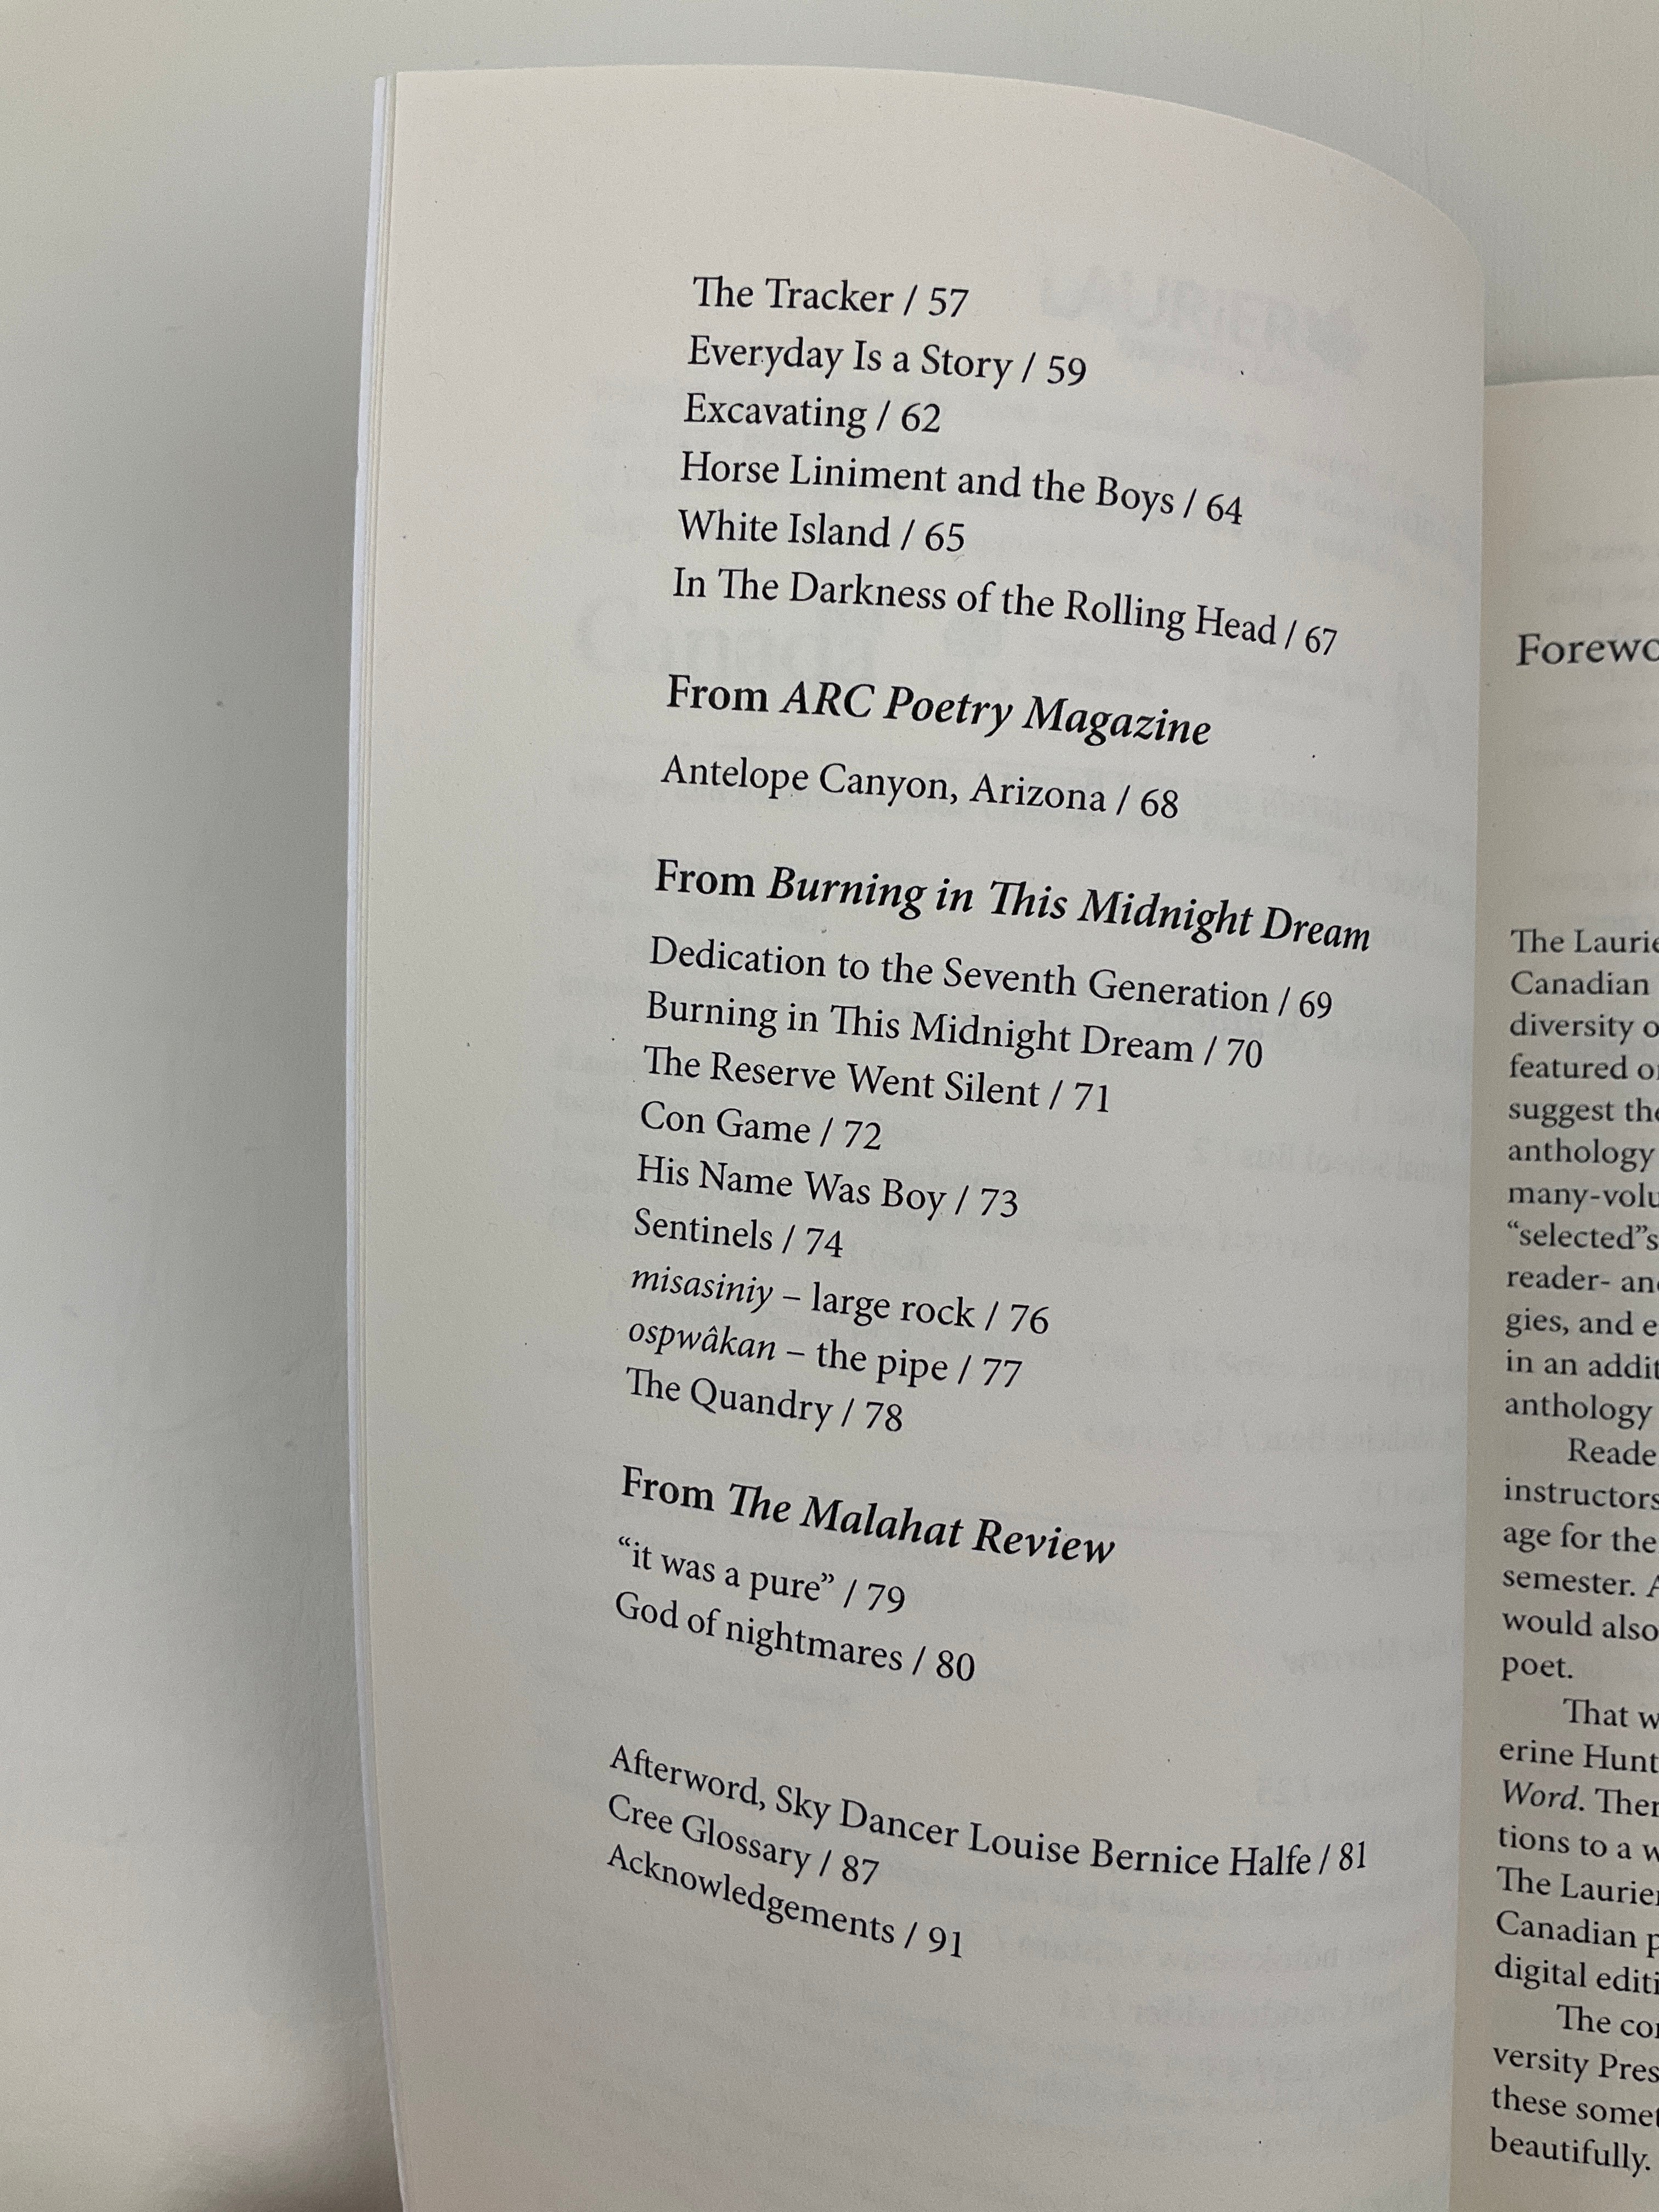 The Tracker / 57
Everyday Is a Story / 59
Excavating / 62
Horse Liniment and the Boys / 64
White Island / 65
In The Darkness of the Rolling Head / 67
From ARC Poetry Magazine
Antelope Canyon, Arizona / 68
From Burning in This Midnight Dream
Dedication to the Seventh Generation / 69
Burning in This Midnight Dream / 70
The Reserve Went Silent / 71
Con Game / 72
His Name Was Boy / 73
Sentinels / 74
misasiniy – large rock / 76
ospwâkan – the pipe / 77
The Quandry / 78
From The Malahat Review
“it was a pure” / 79
God of nightmares / 80
Afterword, Sky Dancer Louise Bernice Halfe / 81
Cree Glossary / 87
Acknowledgements / 91
Forewo
The Laurie
Canadian
diversity o
featured o
suggest the
anthology
many-volu
“selected”s
reader- an
gies, and e
in an addit
anthology
Reade
instructors
age for the
semester. A
would also
poet.
That w
erine Hunt
Word. Ther
tions to a w
The Laurier
Canadian p
digital editi
The co
versity Pres
these somet
beautifully.